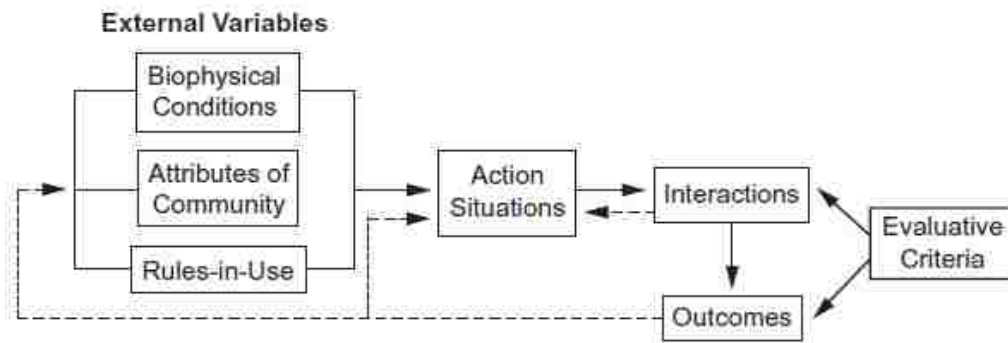 External Variables
Biophysical
Conditions
Attributes of
Community
Rules-in-Use
Action
Situations
Interactions
Outcomes
Evaluative
Criteria